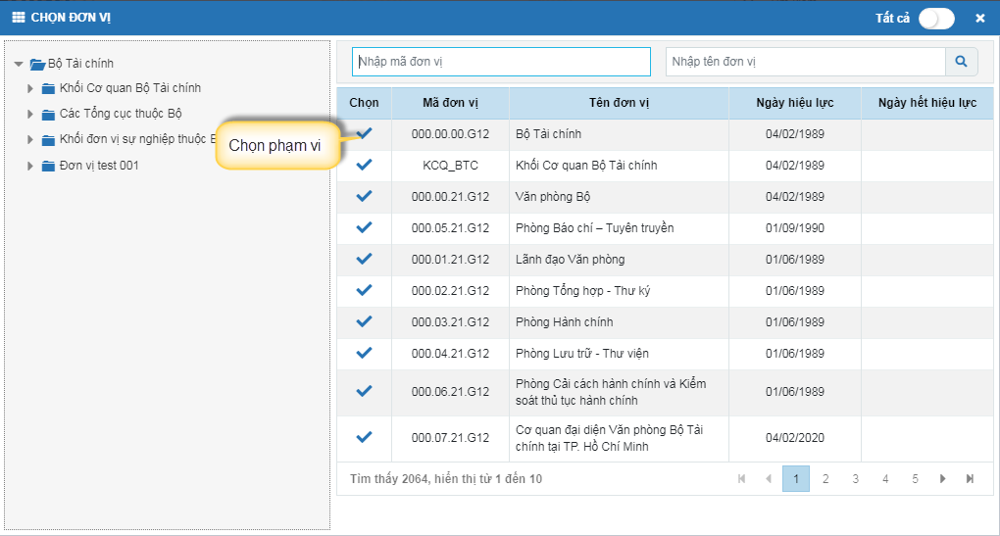 CHỌN ĐƠN VỊ
Tất cả
Bộ Tài chính
Khối Cơ quan Bộ Tài chính
Các Tổng cục thuộc Bộ
Khối đơn vị sự nghiệp thuộc
Đơn vị test 001
Chọn phạm vi
Nhập mã đơn vị
Nhập tên đơn vị
Chọn Mã đơn vị Tên đơn vị Ngày hiệu lực Ngày hết hiệu lực
000.00.00.G12 Bộ Tài chính 04/02/1989
KCQ_BTC Khối Cơ quan Bộ Tài chính 04/02/1989
000.00.21.G12 Văn phòng Bộ 04/02/1989
000.05.21.G12 Phòng Báo chí – Tuyên truyền 01/09/1990
000.01.21.G12 Lãnh đạo Văn phòng 01/06/1989
000.02.21.G12 Phòng Tổng hợp - Thư ký 01/06/1989
000.03.21.G12 Phòng Hành chính 01/06/1989
000.04.21.G12 Phòng Lưu trữ - Thư viện 01/06/1989
000.06.21.G12 Phòng Cải cách hành chính và Kiểm 01/06/1989
soát thủ tục hành chính
000.07.21.G12 Cơ quan đại diện Văn phòng Bộ Tài 04/02/2020
chính tại TP. Hồ Chí Minh
Tìm thấy 2064, hiển thị từ 1 đến 10
1 2 3 4 5